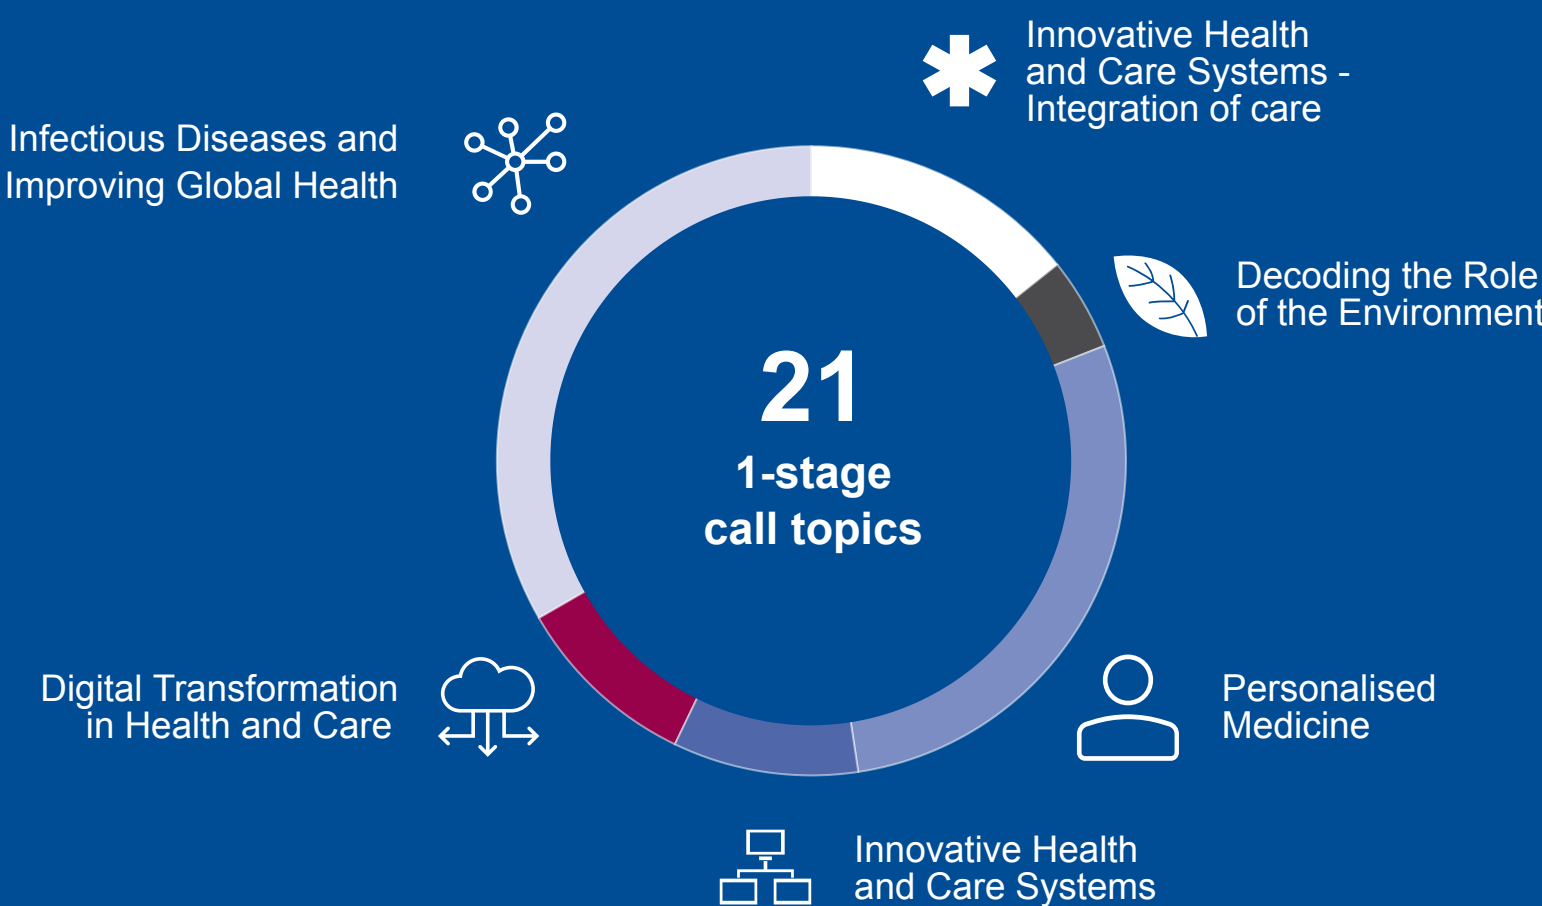 Innovative Health
and Care Systems -
Integration of care
Infectious Diseases and
Improving Global Health
Decoding the Role
of the Environment
21
1-stage
call topics
Digital Transformation
in Health and Care
Personalised
Medicine
Innovative Health
and Care Systems